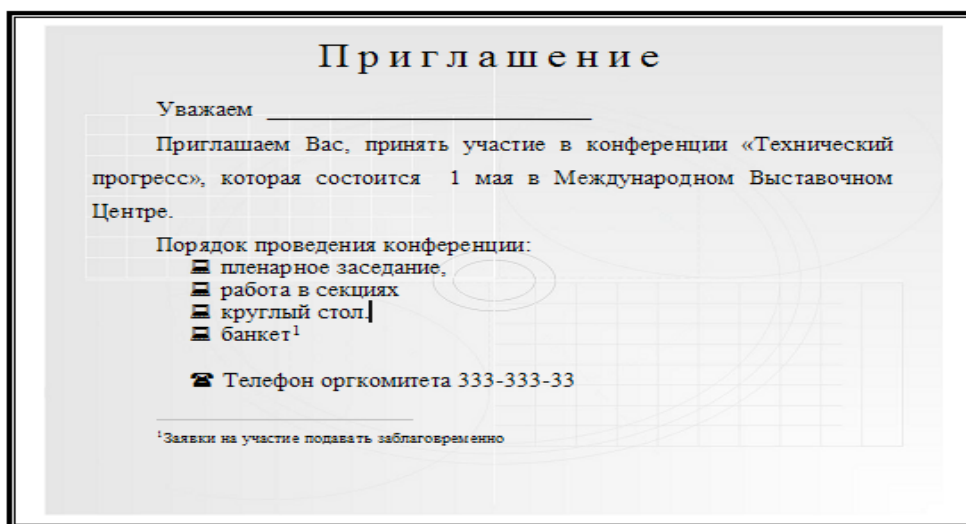 Приглашение
Уважаем ____________________________
Приглашаем Вас, принять участие в конференции «Технический
прогресс», которая состоится 1 мая в Международном Выставочном
Центре.
Порядок проведения конференции:
💻 пленарное заседание,
💻 работа в секциях
💻 круглый стол.
💻 банкет¹
☎ Телефон оргкомитета 333-333-33
¹Заявки на участие подавать заблаговременно